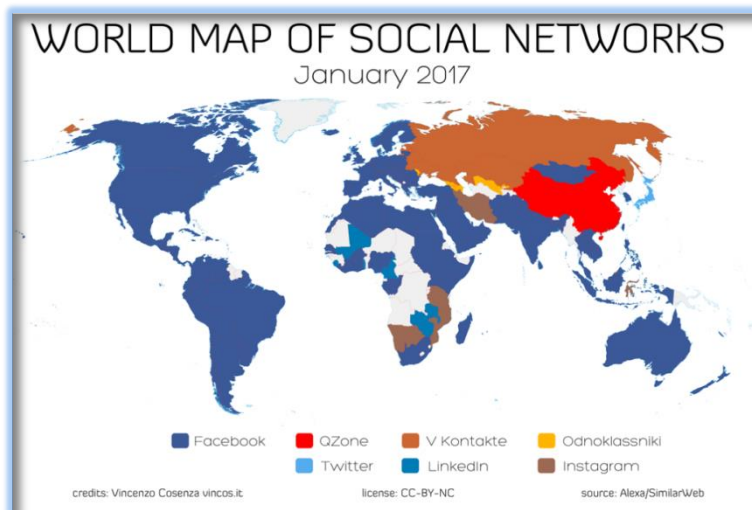 WORLD MAP OF SOCIAL NETWORKS
January 2017
Facebook QZone V Kontakte Odnoklassniki
Twitter LinkedIn Instagram
credits: Vincenzo Cosenza vincos.it license: CC-BY-NC source: Alexa/SimilarWeb